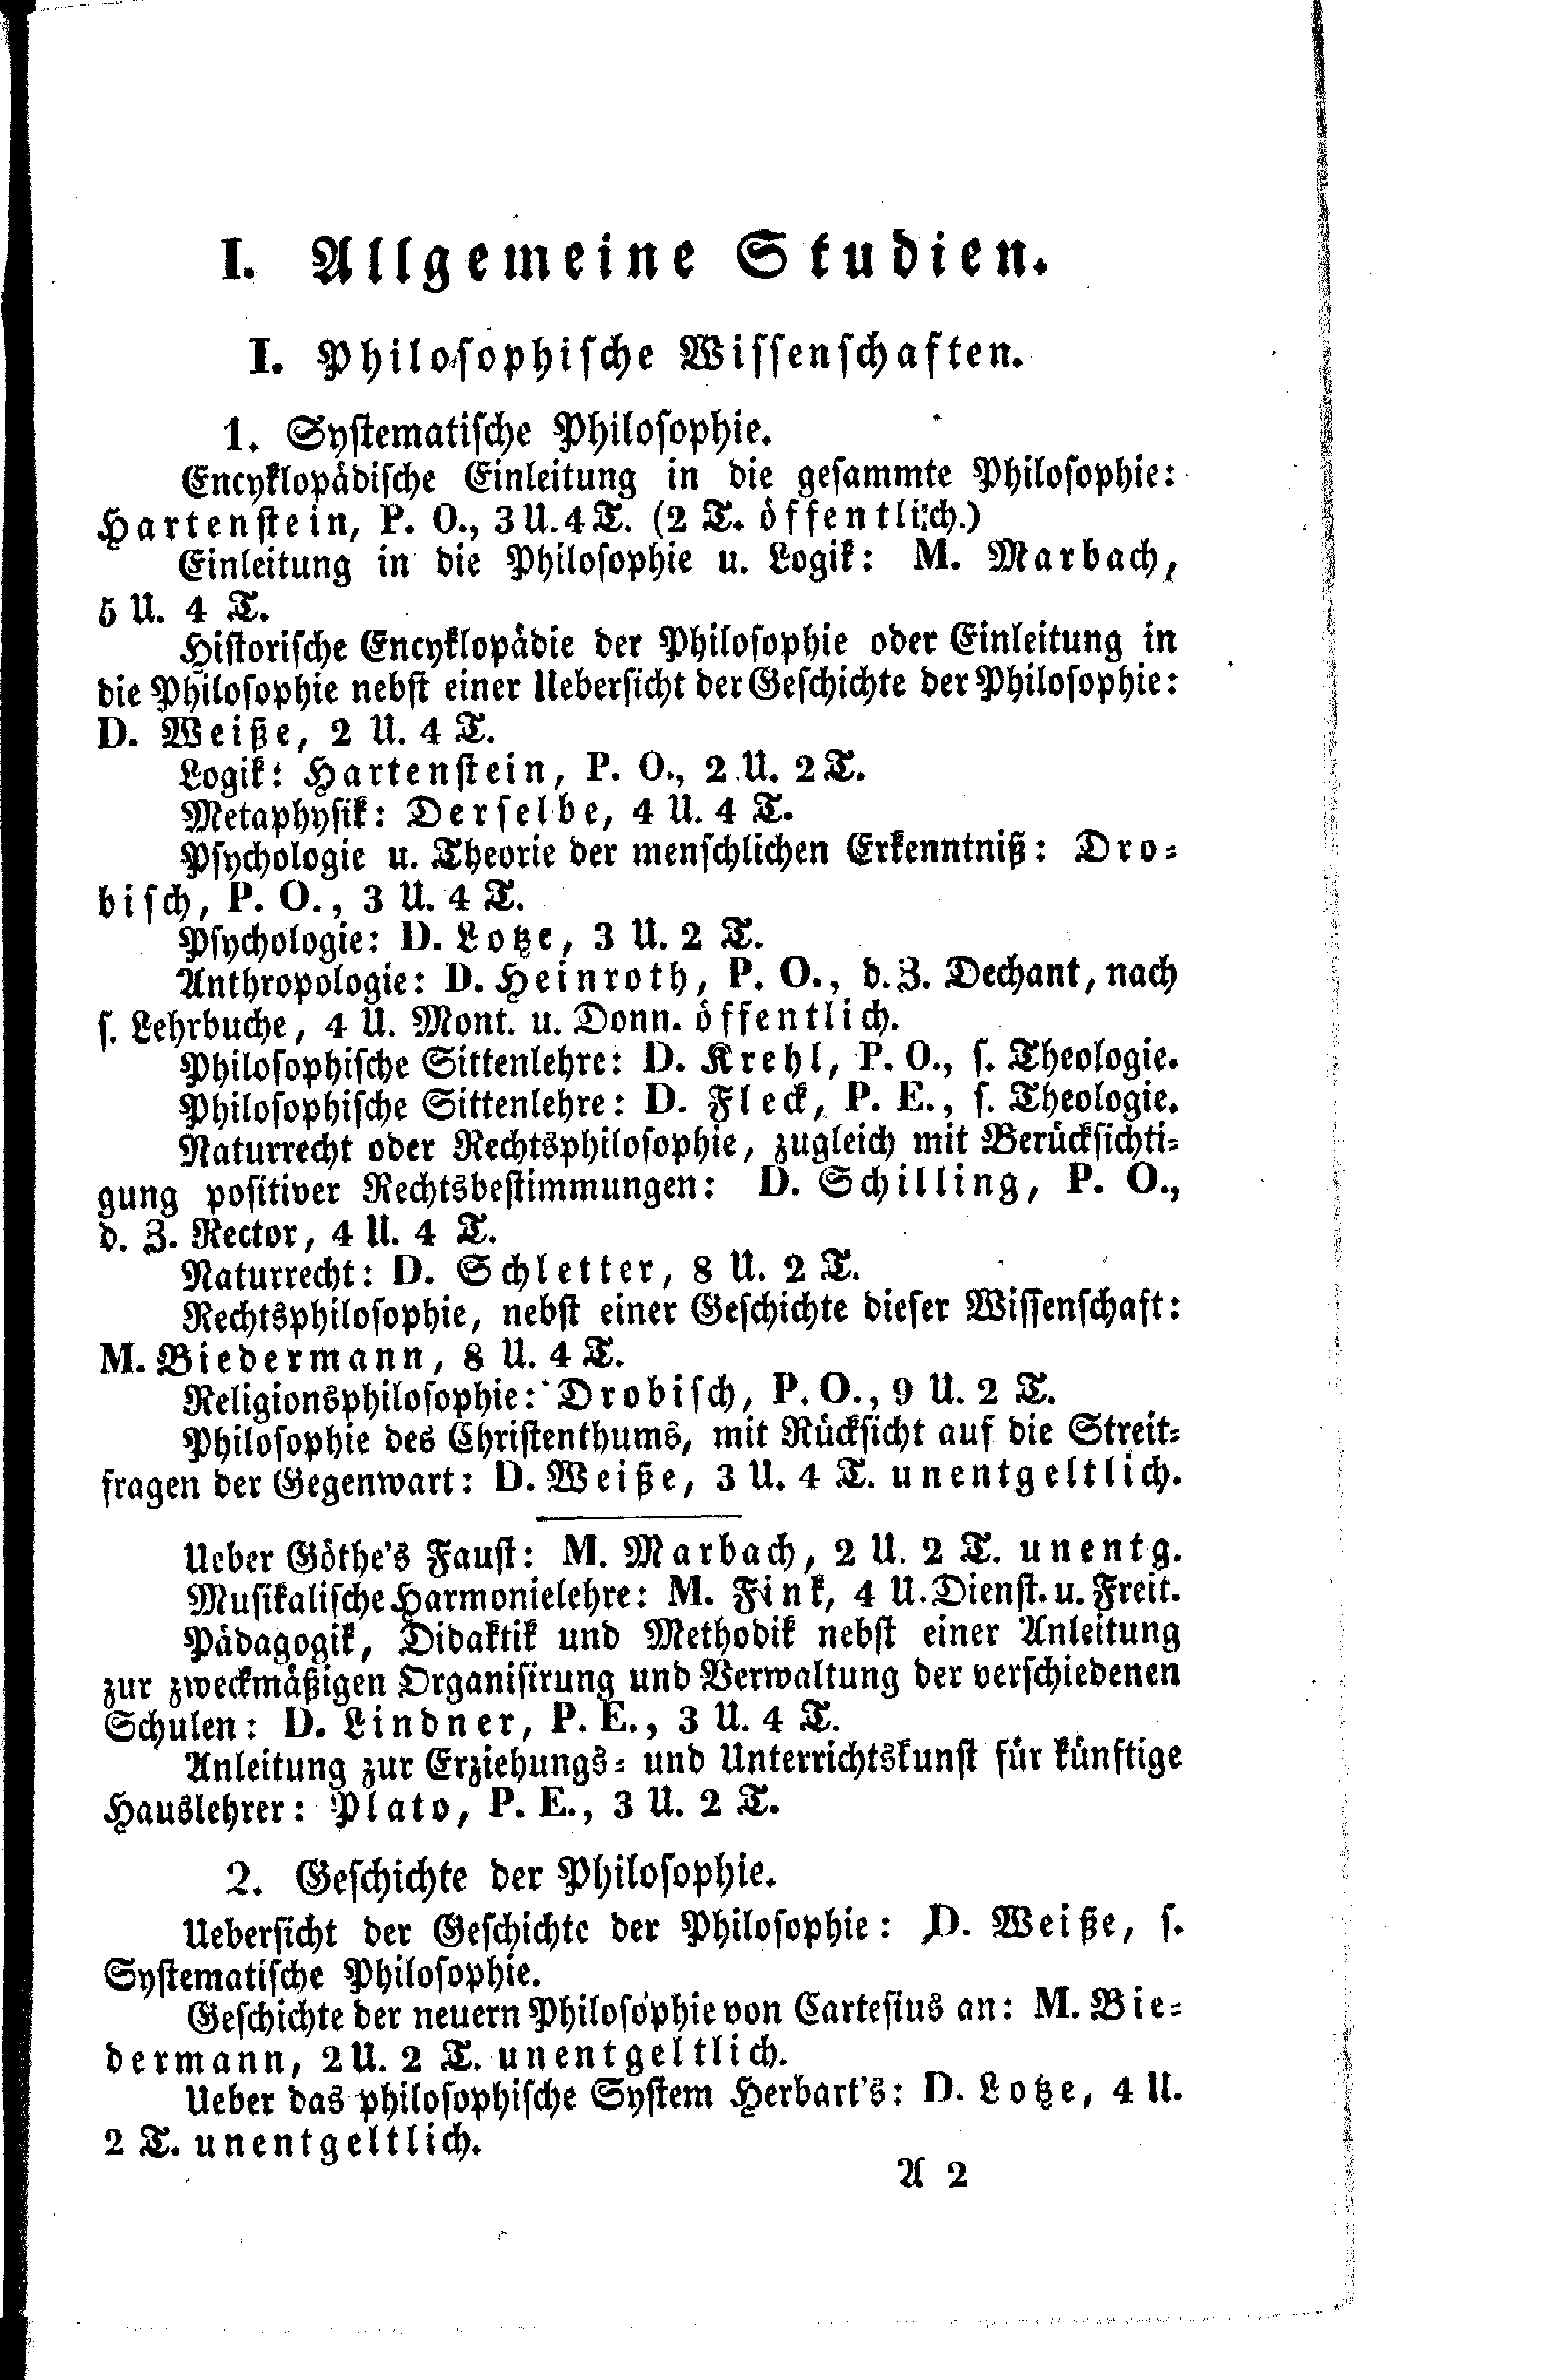 I. Allgemeine Studien.
I. Philosophische Wissenschaften.
1. Systematische Philosophie.
Encyklopädische Einleitung in die gesammte Philosophie:
Hartenstein, P. O., 3 U. 4 T. (2 T. öffentlich.)
Einleitung in die Philosophie u. Logik: M. Marbach,
5 U. 4 T.
Historische Encyklopädie der Philosophie oder Einleitung in
die Philosophie nebst einer Uebersicht der Geschichte der Philosophie:
D. Weiße, 2 U. 4 T.
Logik: Hartenstein, P. O., 2 U. 2 T.
Metaphysik: Derselbe, 4 U. 4 T.
Psychologie u. Theorie der menschlichen Erkenntniß: Dro-
bisch, P. O., 3 U. 4 T.
Psychologie: D. Lotze, 3 U. 2 T.
Anthropologie: D. Heinroth, P. O., d. Z. Dechant, nach
s. Lehrbuche, 4 U. Mont. u. Donn. öffentlich.
Philosophische Sittenlehre: D. Krehl, P. O., s. Theologie.
Philosophische Sittenlehre: D. Fleck, P. E., s. Theologie.
Naturrecht oder Rechtsphilosophie, zugleich mit Berücksichti-
gung positiver Rechtsbestimmungen: D. Schilling, P. O.,
d. Z. Rector, 4 U. 4 T.
Naturrecht: D. Schletter, 8 U. 2 T.
Rechtsphilosophie, nebst einer Geschichte dieser Wissenschaft:
M. Biedermann, 8 U. 4 T.
Religionsphilosophie: Drobisch, P. O., 9 U. 2 T.
Philosophie des Christenthums, mit Rücksicht auf die Streit-
fragen der Gegenwart: D. Weiße, 3 U. 4 T. unentgeltlich.
Ueber Göthe's Faust: M. Marbach, 2 U. 2 T. unentg.
Musikalische Harmonielehre: M. Fink, 4 U. Dienst. u. Freit.
Pädagogik, Didaktik und Methodik nebst einer Anleitung
zur zweckmäßigen Organisirung und Verwaltung der verschiedenen
Schulen: D. Lindner, P. E., 3 U. 4 T.
Anleitung zur Erziehungs- und Unterrichtskunst für künftige
Hauslehrer: Plato, P. E., 3 U. 2 T.
2. Geschichte der Philosophie.
Uebersicht der Geschichte der Philosophie: D. Weiße, s.
Systematische Philosophie.
Geschichte der neuern Philosophie von Cartesius an: M. Bie-
dermann, 2 U. 2 T. unentgeltlich.
Ueber das philosophische System Herbart's: D. Lotze, 4 U.
2 T. unentgeltlich.
A 2